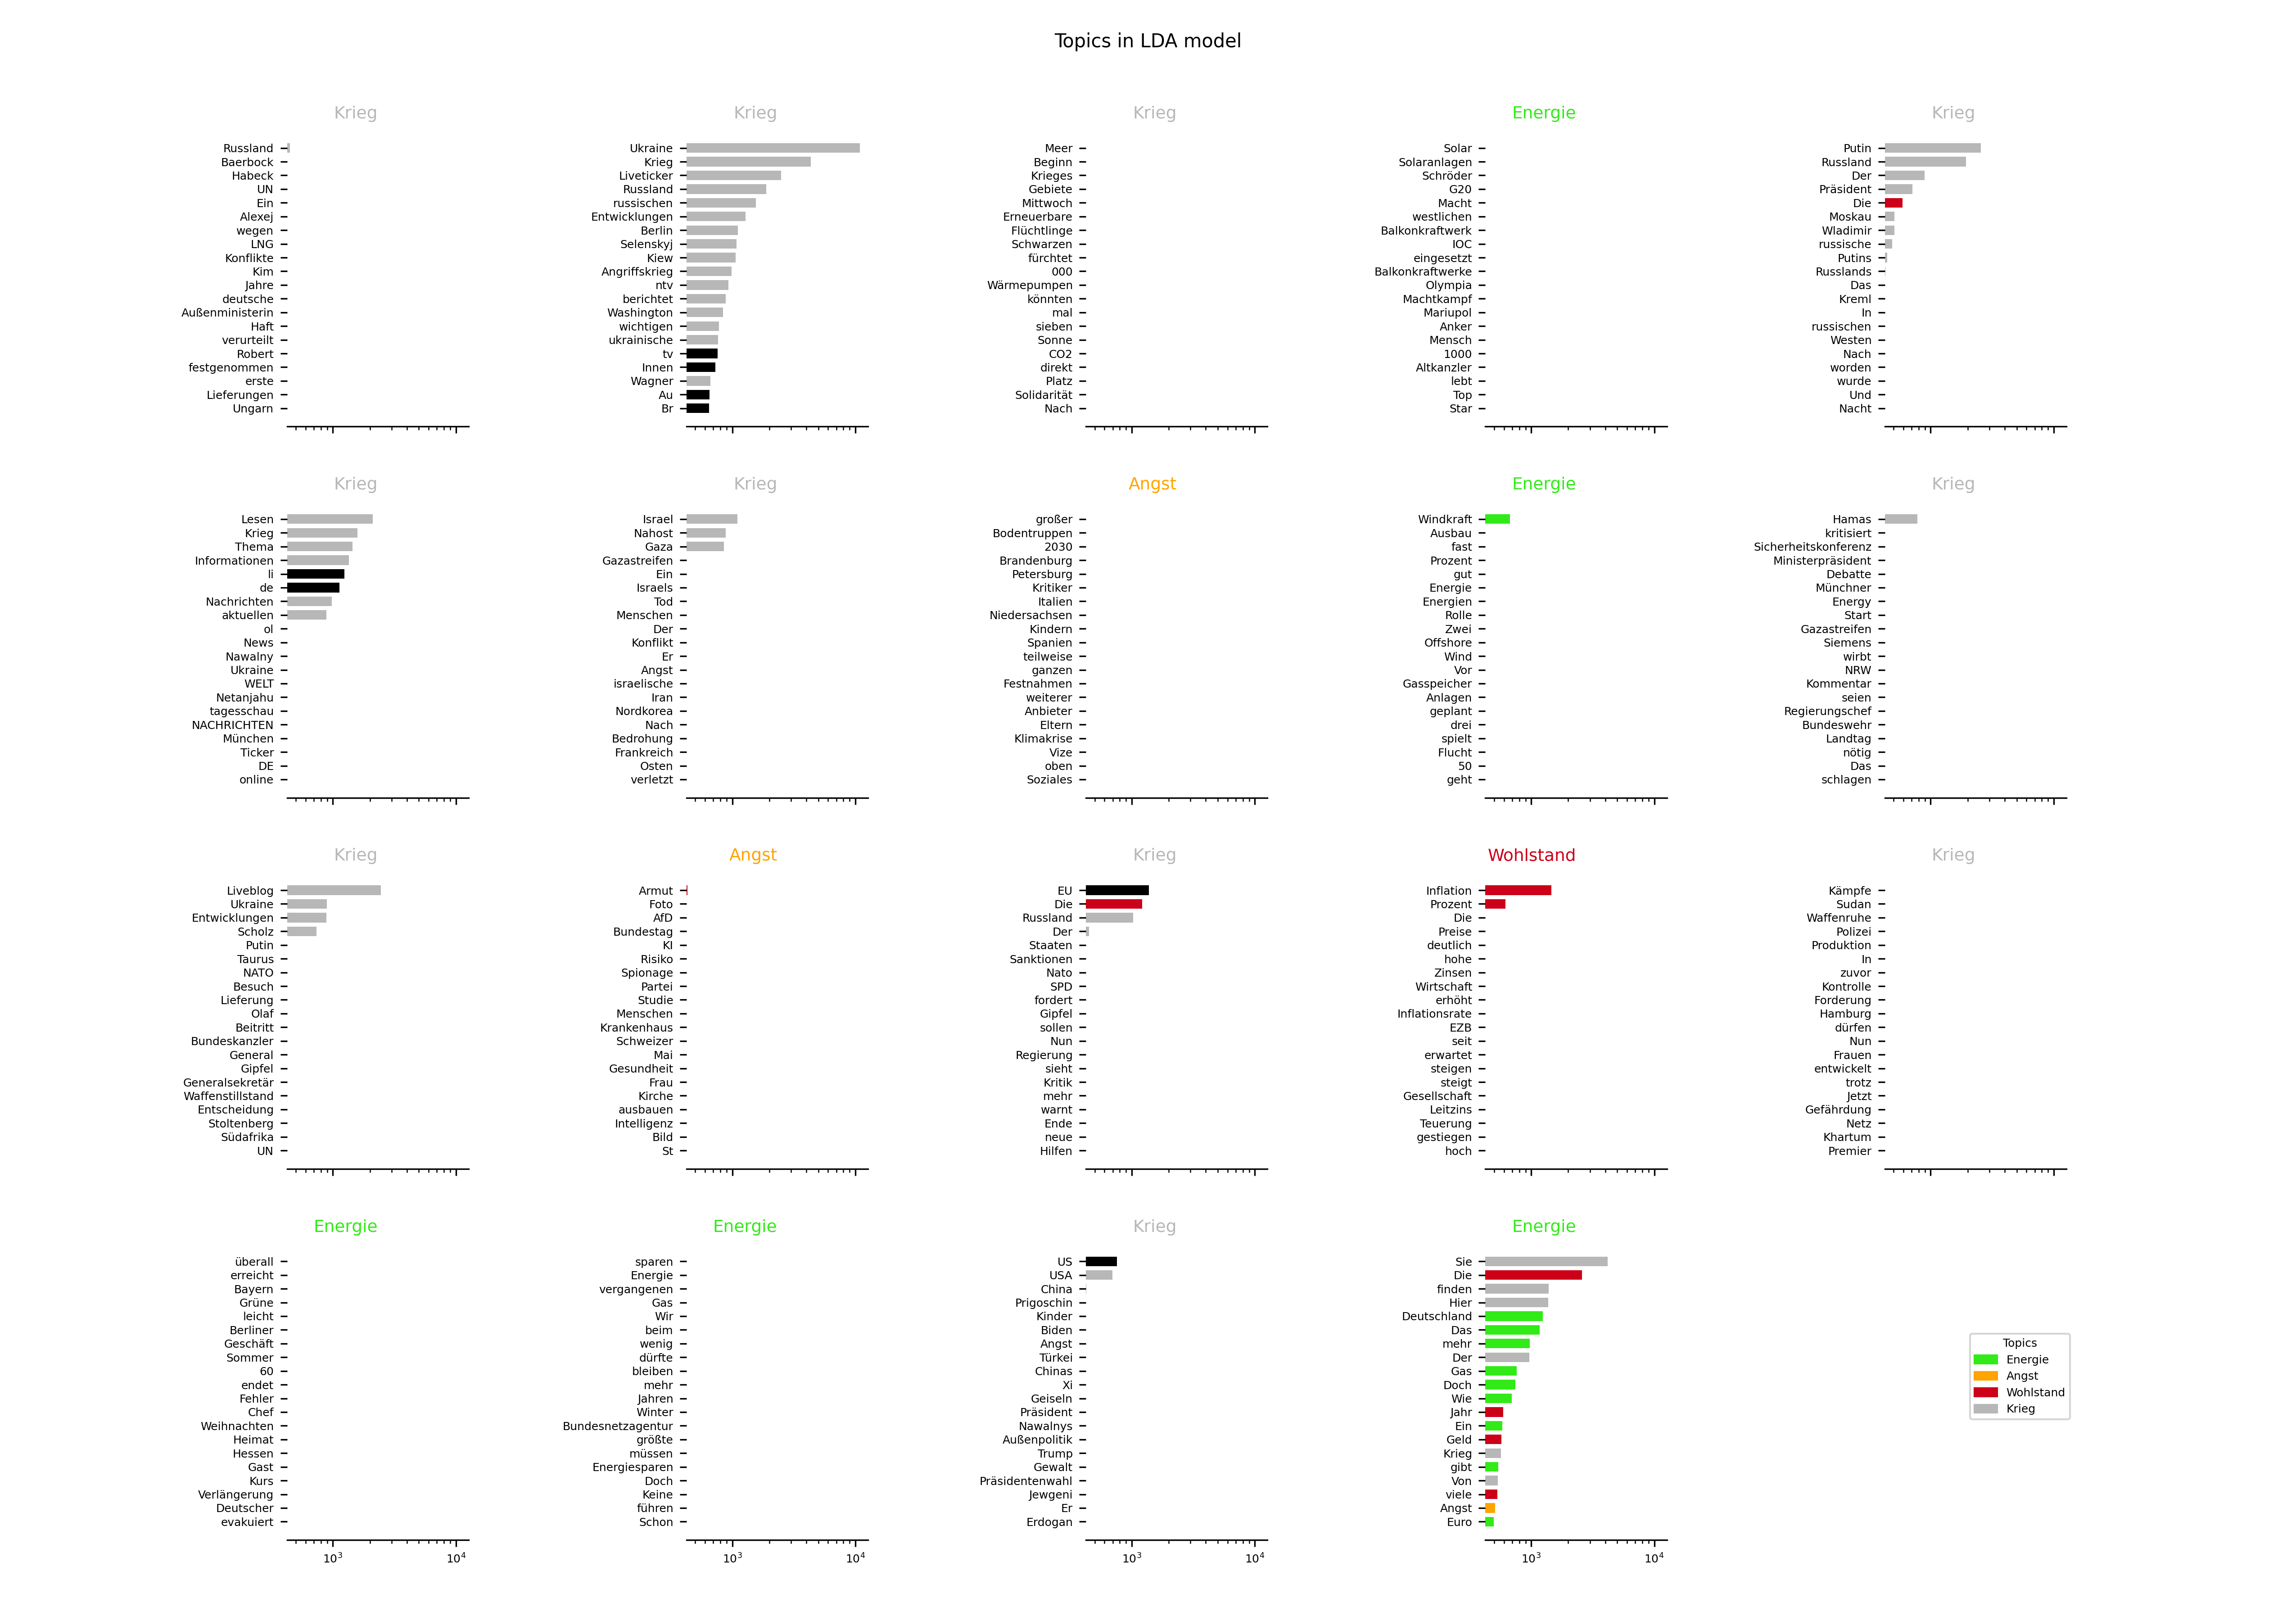 Topics in LDA model
Krieg
Russland
Baerbock
Habeck
UN
Ein
Alexej
wegen
LNG
Konflikte
Kim
Jahre
deutsche
Außenministerin
Haft
verurteilt
Robert
festgenommen
erste
Lieferungen
Ungarn
Krieg
Ukraine
Krieg
Liveticker
Russland
russischen
Entwicklungen
Berlin
Selenskyj
Kiew
Angriffskrieg
ntv
berichtet
Washington
wichtigen
ukrainische
tv
Innen
Wagner
Au
Br
Krieg
Meer
Beginn
Krieges
Gebiete
Mittwoch
Erneuerbare
Flüchtlinge
Schwarzen
fürchtet
000
Wärmepumpen
könnten
mal
sieben
Sonne
CO2
direkt
Platz
Solidarität
Nach
Energie
Solar
Solaranlagen
Schröder
G20
Macht
westlichen
Balkonkraftwerk
IOC
eingesetzt
Balkonkraftwerke
Olympia
Machtkampf
Mariupol
Anker
Mensch
1000
Altkanzler
lebt
Top
Star
Krieg
Putin
Russland
Der
Präsident
Die
Moskau
Wladimir
russische
Putins
Russlands
Das
Kreml
In
russischen
Westen
Nach
worden
wurde
Und
Nacht
Krieg
Lesen
Krieg
Thema
Informationen
li
de
Nachrichten
aktuellen
ol
News
Nawalny
Ukraine
WELT
Netanjahu
tagesschau
NACHRICHTEN
München
Ticker
DE
online
Krieg
Israel
Nahost
Gaza
Gazastreifen
Ein
Israels
Tod
Menschen
Der
Konflikt
Er
Angst
israelische
Iran
Nordkorea
Nach
Bedrohung
Frankreich
Osten
verletzt
Angst
großer
Bodentruppen
2030
Brandenburg
Petersburg
Kritiker
Italien
Niedersachsen
Kindern
Spanien
teilweise
ganzen
Festnahmen
weiterer
Anbieter
Eltern
Klimakrise
Vize
oben
Soziales
Energie
Windkraft
Ausbau
fast
Prozent
gut
Energie
Energien
Rolle
Zwei
Offshore
Wind
Vor
Gasspeicher
Anlagen
geplant
drei
spielt
Flucht
50
geht
Krieg
Hamas
kritisiert
Sicherheitskonferenz
Ministerpräsident
Debatte
Münchner
Energy
Start
Gazastreifen
Siemens
wirbt
NRW
Kommentar
seien
Regierungschef
Bundeswehr
Landtag
nötig
Das
schlagen
Krieg
Liveblog
Ukraine
Entwicklungen
Scholz
Putin
Taurus
NATO
Besuch
Lieferung
Olaf
Beitritt
Bundeskanzler
General
Gipfel
Generalsekretär
Waffenstillstand
Entscheidung
Stoltenberg
Südafrika
UN
Angst
Armut
Foto
AfD
Bundestag
KI
Risiko
Spionage
Partei
Studie
Menschen
Krankenhaus
Schweizer
Mai
Gesundheit
Frau
Kirche
ausbauen
Intelligenz
Bild
St
Krieg
EU
Die
Russland
Der
Staaten
Sanktionen
Nato
SPD
fordert
Gipfel
sollen
Nun
Regierung
sieht
Kritik
mehr
warnt
Ende
neue
Hilfen
Wohlstand
Inflation
Prozent
Die
Preise
deutlich
hohe
Zinsen
Wirtschaft
erhöht
Inflationsrate
EZB
seit
erwartet
steigen
steigt
Gesellschaft
Leitzins
Teuerung
gestiegen
hoch
Krieg
Kämpfe
Sudan
Waffenruhe
Polizei
Produktion
In
zuvor
Kontrolle
Forderung
Hamburg
dürfen
Nun
Frauen
entwickelt
trotz
Jetzt
Gefährdung
Netz
Khartum
Premier
Energie
überall
erreicht
Bayern
Grüne
leicht
Berliner
Geschäft
Sommer
60
endet
Fehler
Chef
Weihnachten
Heimat
Hessen
Gast
Kurs
Verlängerung
Deutscher
evakuiert
10³ 10⁴
Energie
sparen
Energie
vergangenen
Gas
Wir
beim
wenig
dürfte
bleiben
mehr
Jahren
Winter
Bundesnetzagentur
größte
müssen
Energiesparen
Doch
Keine
führen
Schon
10³ 10⁴
Krieg
US
USA
China
Prigoschin
Kinder
Biden
Angst
Türkei
Chinas
Xi
Geiseln
Präsident
Nawalnys
Außenpolitik
Trump
Gewalt
Präsidentenwahl
Jewgeni
Er
Erdogan
10³ 10⁴
Energie
Sie
Die
finden
Hier
Deutschland
Das
mehr
Der
Gas
Doch
Wie
Jahr
Ein
Geld
Krieg
gibt
Von
viele
Angst
Euro
10³ 10⁴
Topics
Energie
Angst
Wohlstand
Krieg